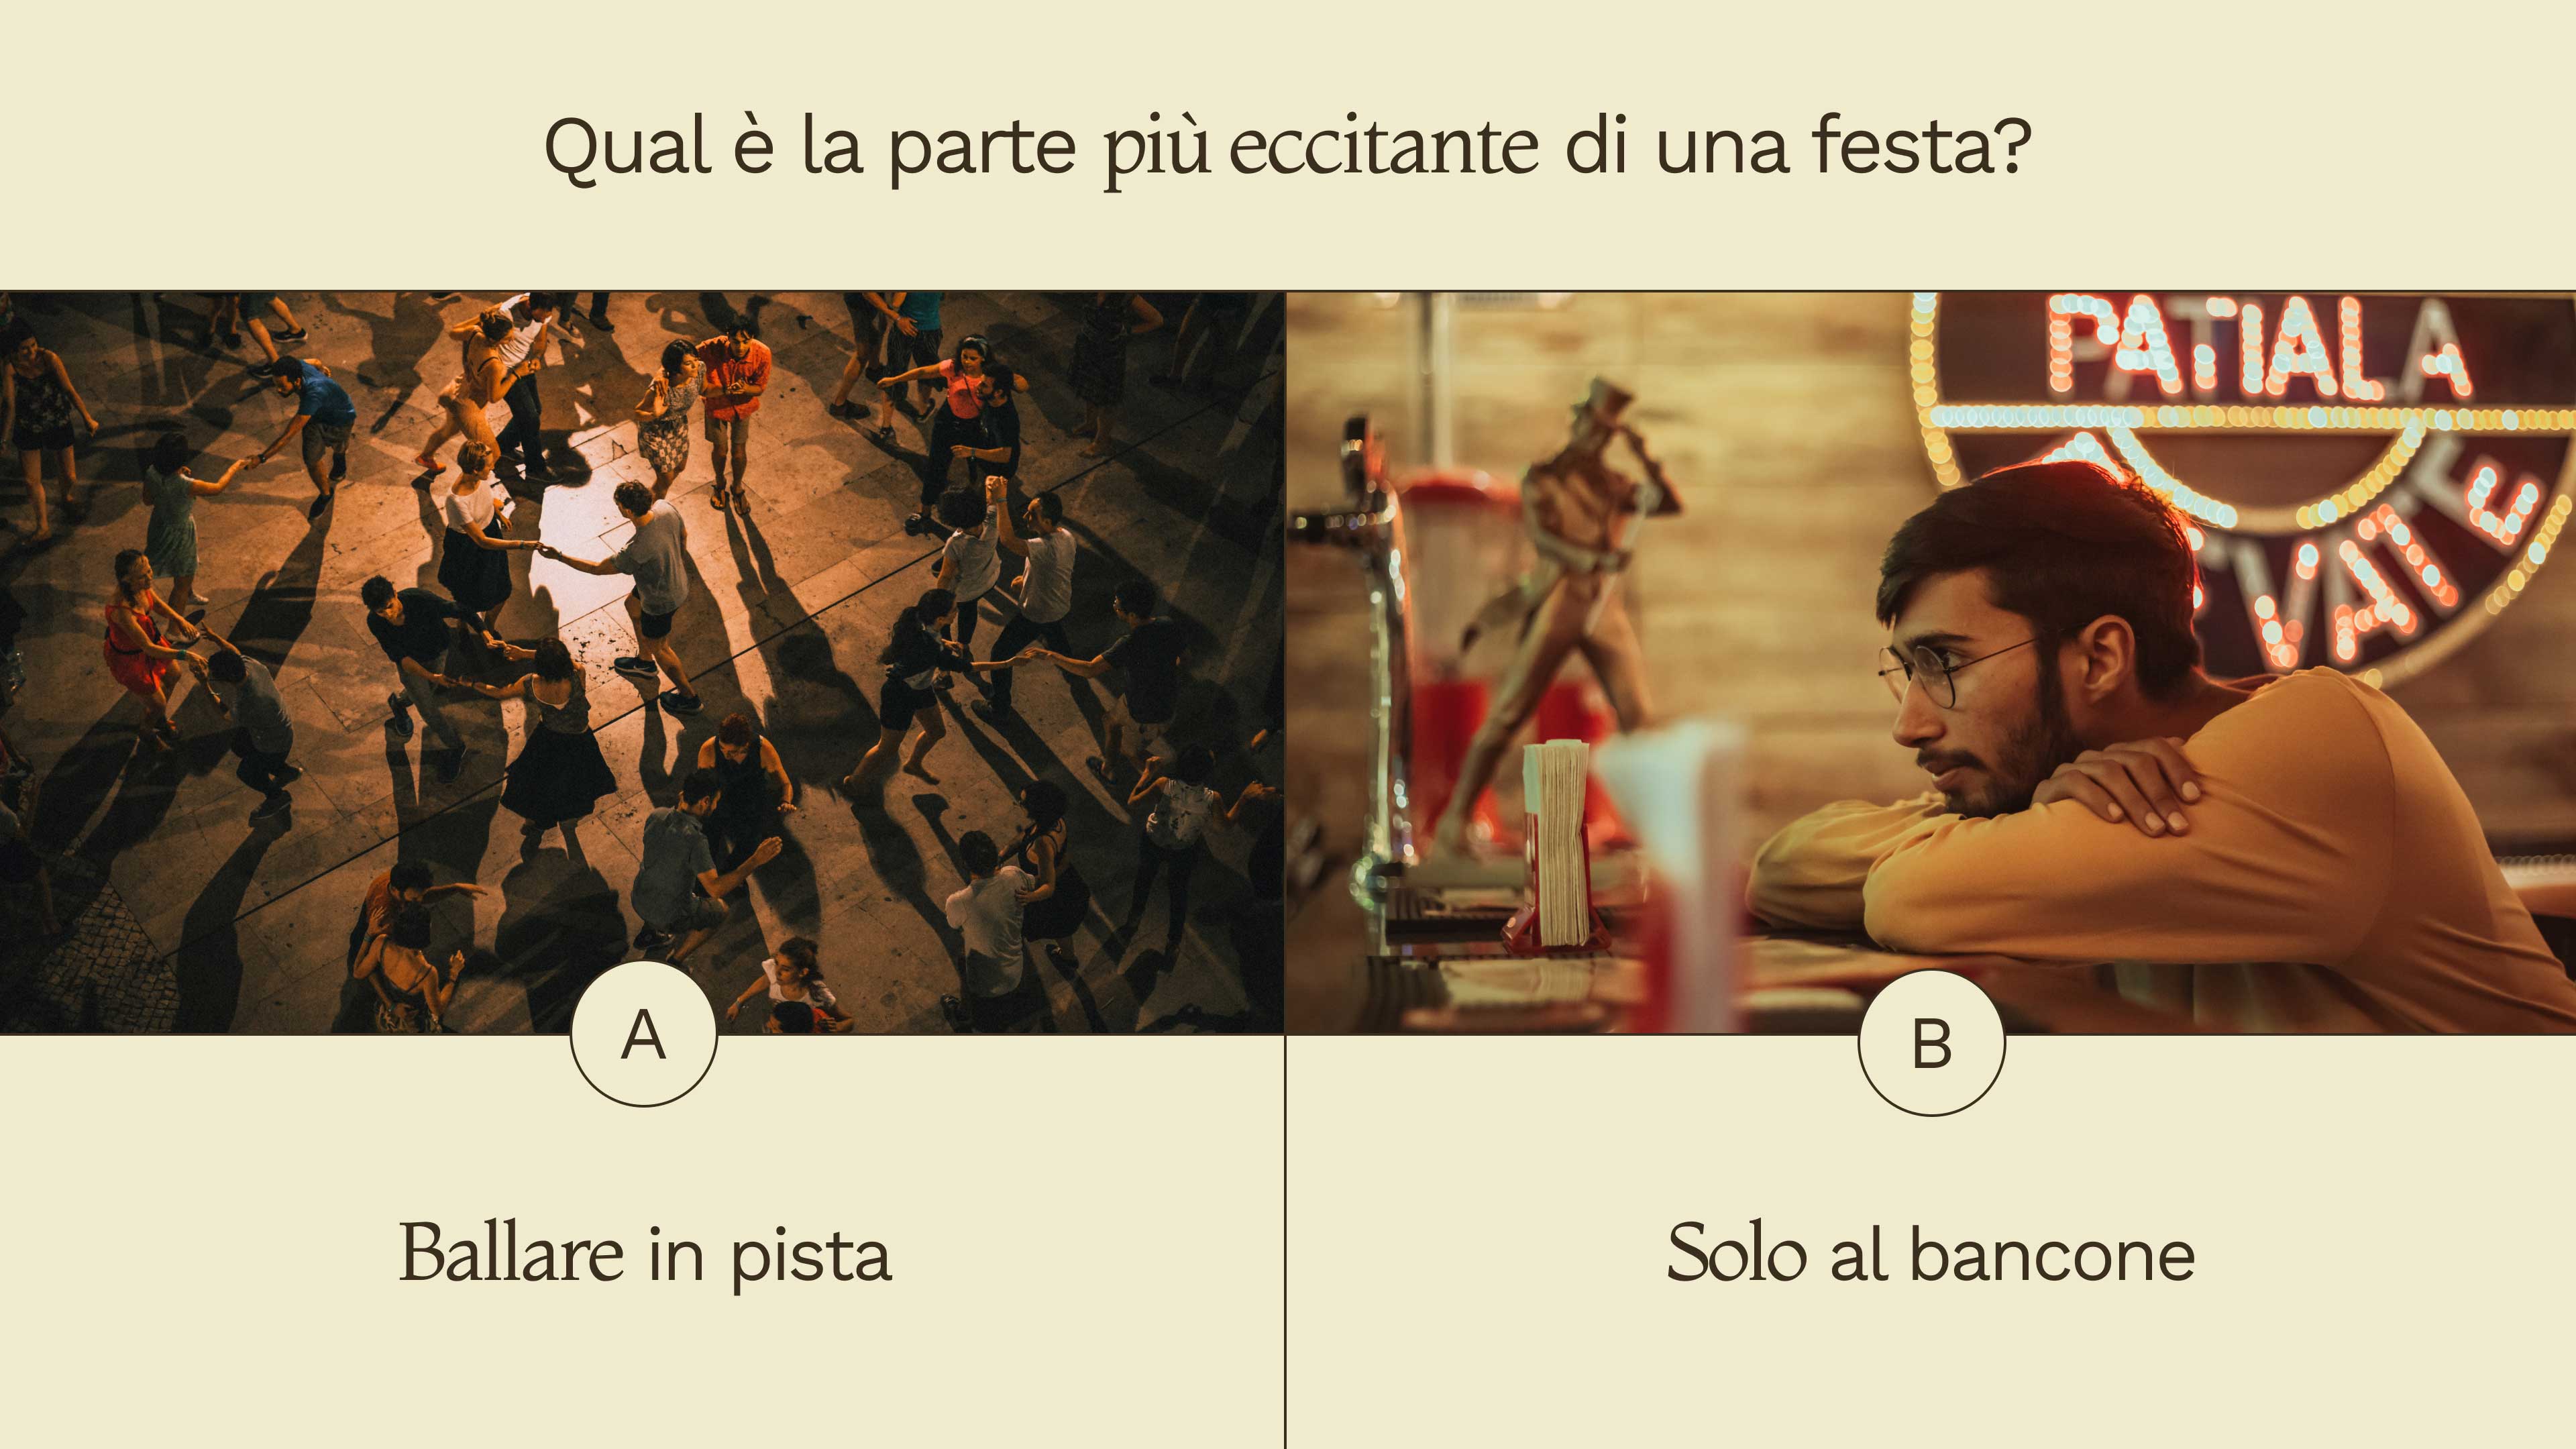 Qual è la parte più eccitante di una festa?
PATIALA
VATE
A
B
Ballare in pista
Solo al bancone